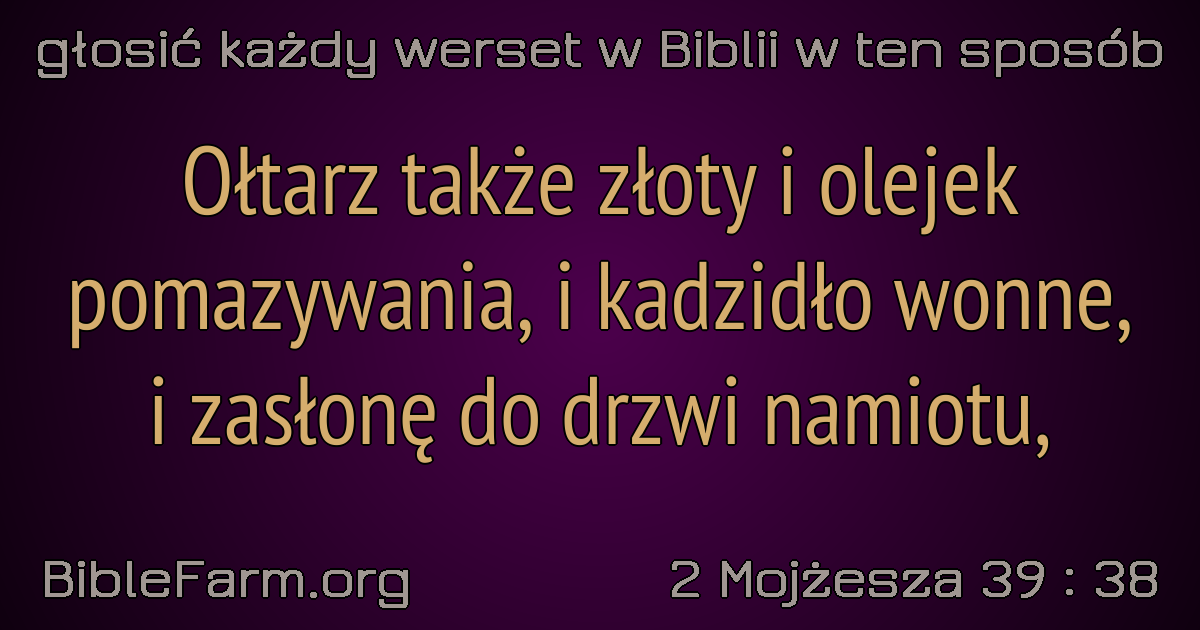 głosić każdy werset w Biblii w ten sposób
Ołtarz także złoty i olejek
pomazywania, i kadzidło wonne,
i zasłonę do drzwi namiotu,
BibleFarm.org
2 Mojżesza 39 : 38